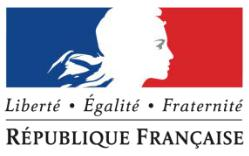 Liberté • Égalité • Fraternité
RÉPUBLIQUE FRANÇAISE